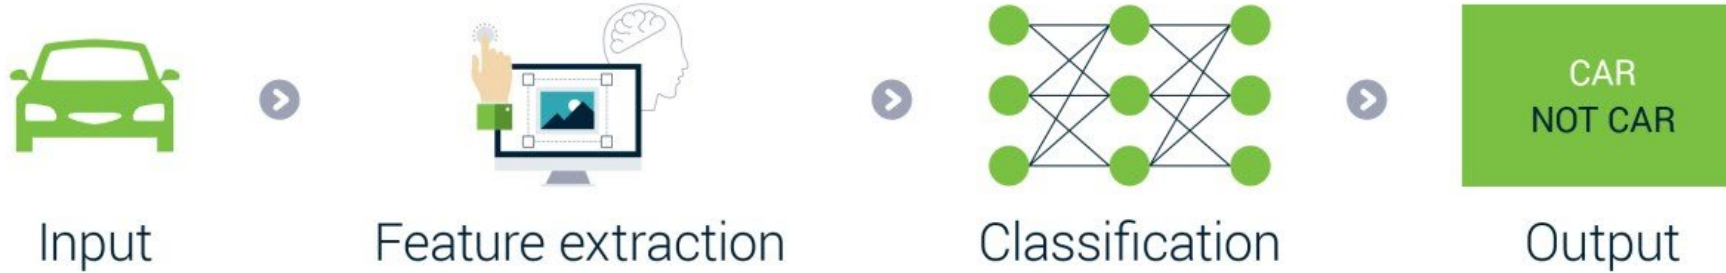 CAR
NOT CAR
Input
Feature extraction
Classification
Output